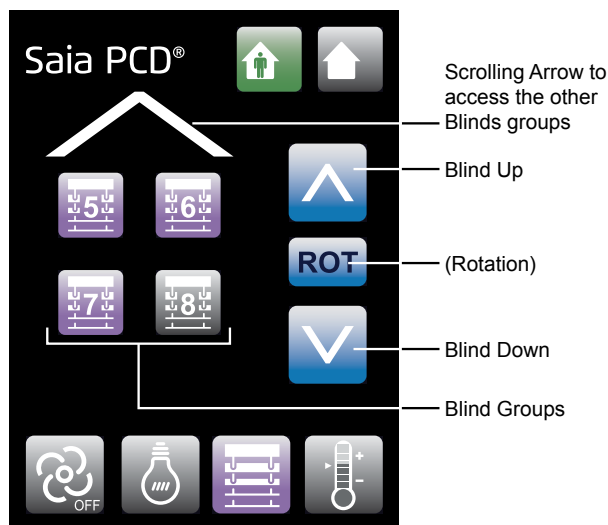 Saia PCD®
Scrolling Arrow to
access the other
Blinds groups
Blind Up
5
6
ROT
(Rotation)
7
8
Blind Down
Blind Groups
OFF
+
-